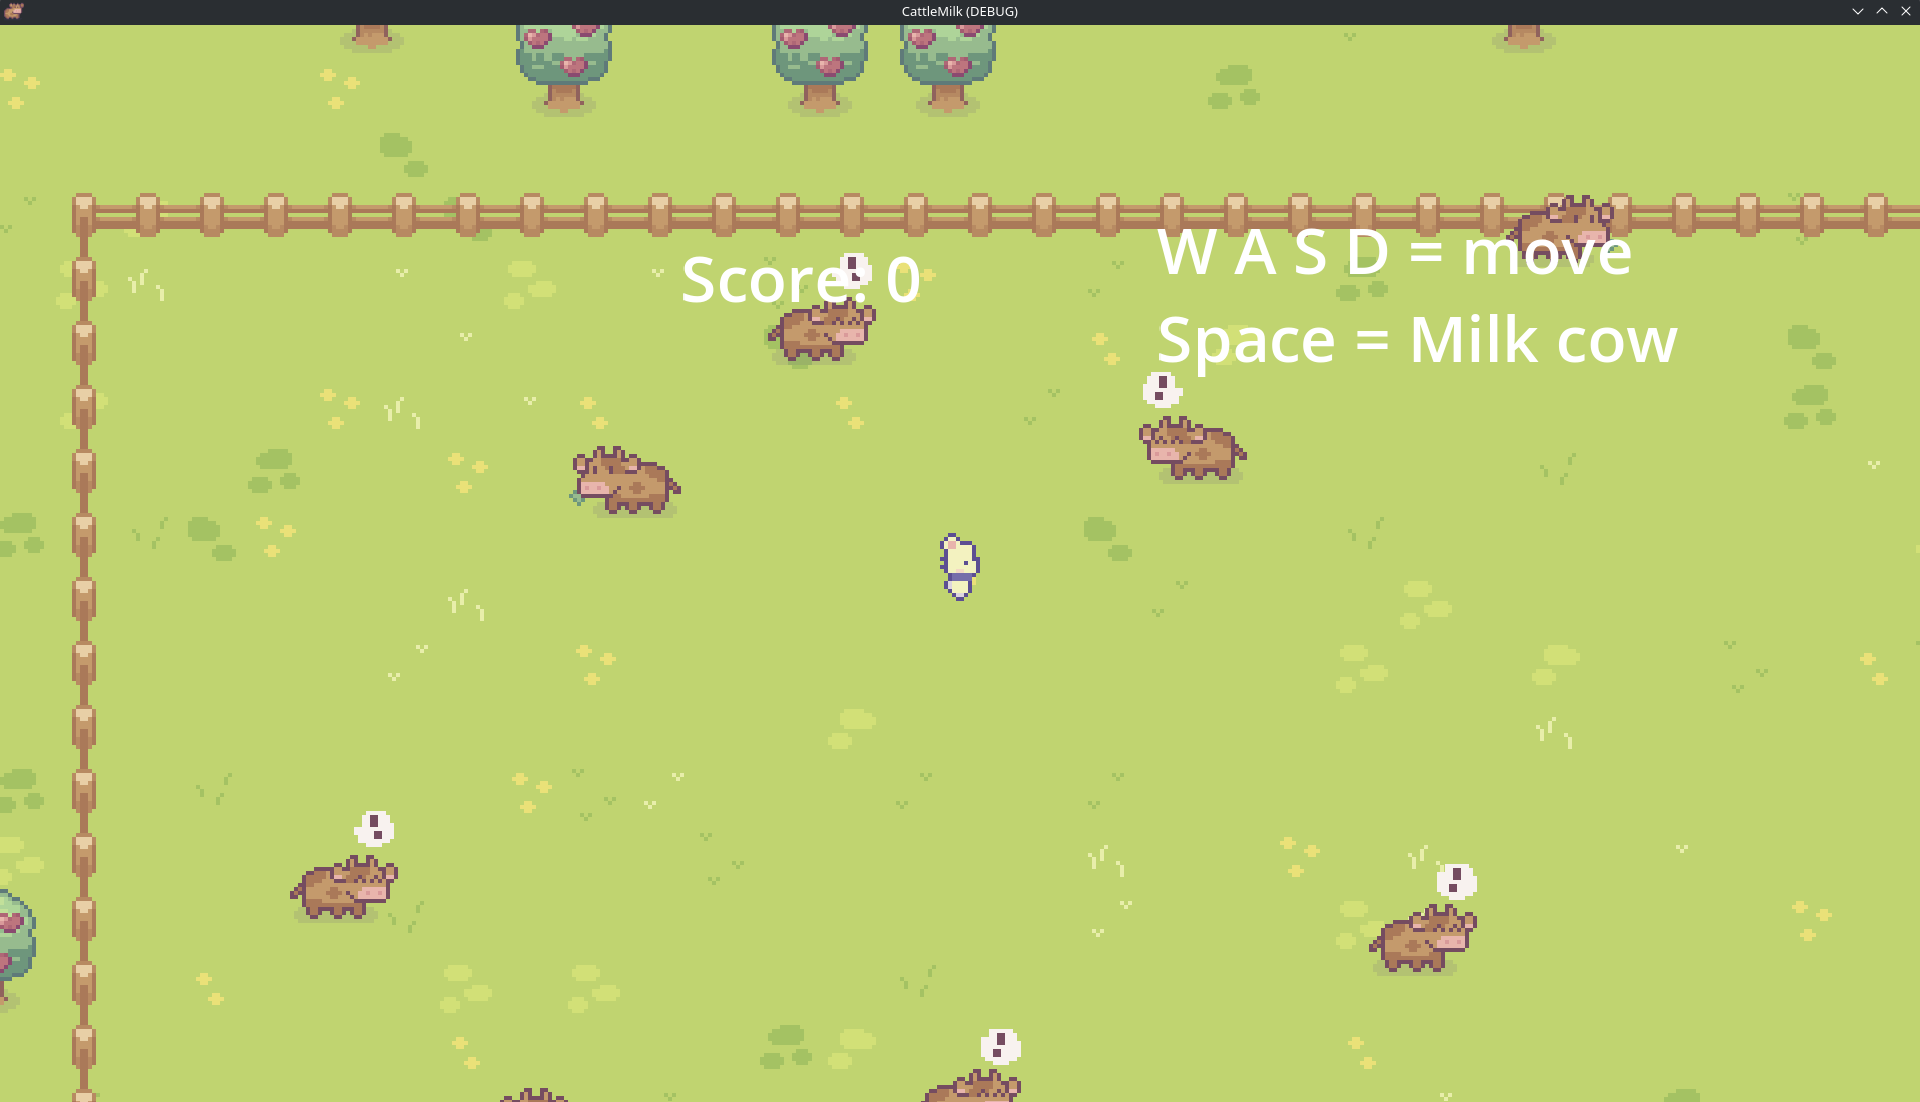 CattleMilk (DEBUG)
Score: 0
W A S D = move
Space = Milk cow